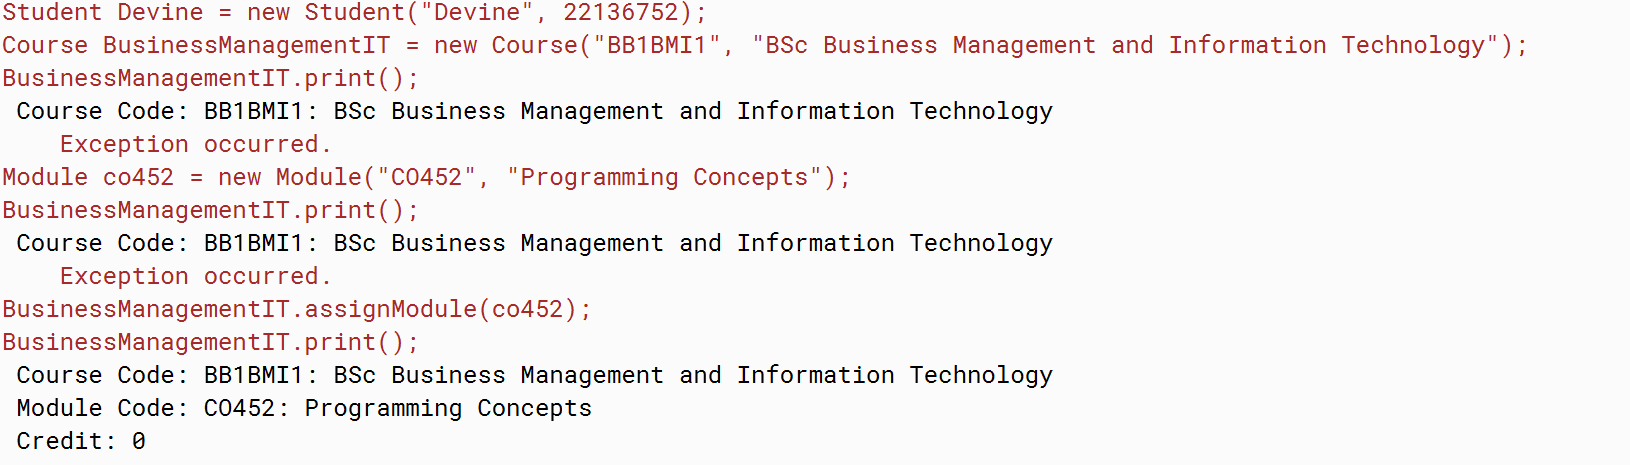 Student Devine = new Student("Devine", 22136752);
Course BusinessManagementIT = new Course("BB1BMI1", "BSc Business Management and Information Technology");
BusinessManagementIT.print();
Course Code: BB1BMI1: BSc Business Management and Information Technology
Exception occurred.
Module co452 = new Module("CO452", "Programming Concepts");
BusinessManagementIT.print();
Course Code: BB1BMI1: BSc Business Management and Information Technology
Exception occurred.
BusinessManagementIT.assignModule(co452);
BusinessManagementIT.print();
Course Code: BB1BMI1: BSc Business Management and Information Technology
Module Code: CO452: Programming Concepts
Credit: 0